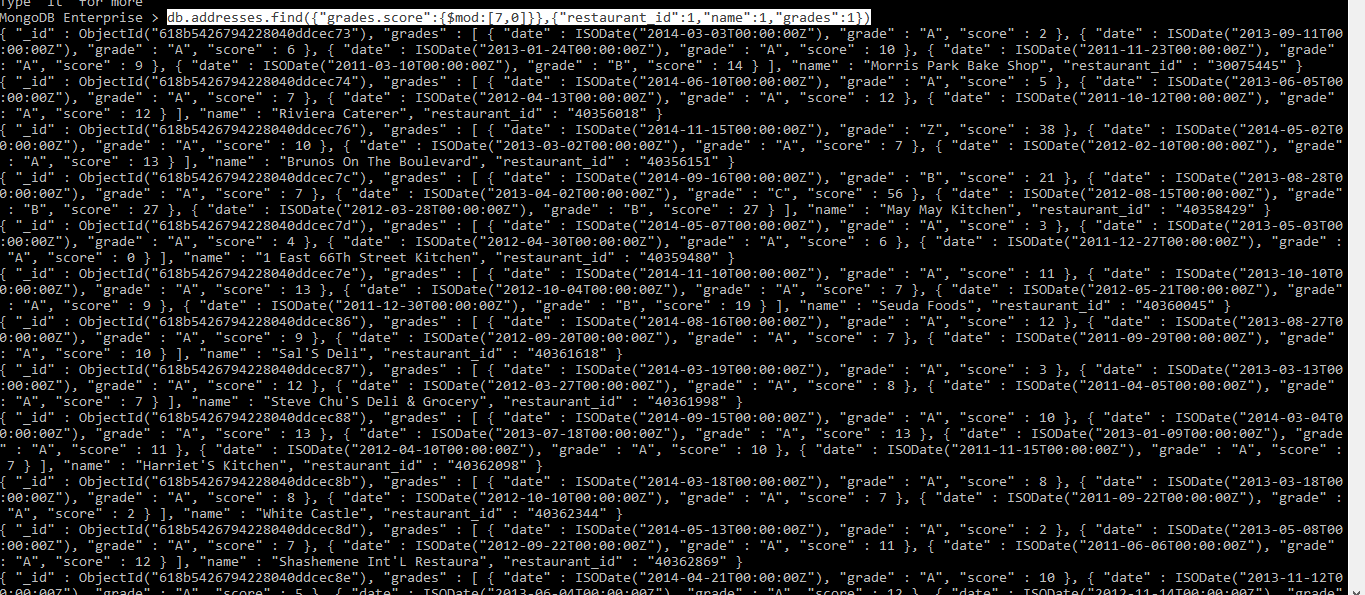 Type "it" for more
MongoDB Enterprise > db.addresses.find({"grades.score":{$mod:[7,0]}},{"restaurant_id":1,"name":1,"grades":1})
{ "_id" : ObjectId("618b5426794228040ddcec73"), "grades" : [ { "date" : ISODate("2014-03-03T00:00:00Z"), "grade" : "A", "score" : 2 }, { "date" : ISODate("2013-09-11T00
:00:00Z"), "grade" : "A", "score" : 6 }, { "date" : ISODate("2013-01-24T00:00:00Z"), "grade" : "A", "score" : 10 }, { "date" : ISODate("2011-11-23T00:00:00Z"), "grade" :
"A", "score" : 9 }, { "date" : ISODate("2011-03-10T00:00:00Z"), "grade" : "B", "score" : 14 } ], "name" : "Morris Park Bake Shop", "restaurant_id" : "30075445" }
{ "_id" : ObjectId("618b5426794228040ddcec74"), "grades" : [ { "date" : ISODate("2014-06-10T00:00:00Z"), "grade" : "A", "score" : 5 }, { "date" : ISODate("2013-06-05T00
:00:00Z"), "grade" : "A", "score" : 7 }, { "date" : ISODate("2012-04-13T00:00:00Z"), "grade" : "A", "score" : 12 }, { "date" : ISODate("2011-10-12T00:00:00Z"), "grade" :
"A", "score" : 12 } ], "name" : "Riviera Caterer", "restaurant_id" : "40356018" }
{ "_id" : ObjectId("618b5426794228040ddcec76"), "grades" : [ { "date" : ISODate("2014-11-15T00:00:00Z"), "grade" : "Z", "score" : 38 }, { "date" : ISODate("2014-05-02T0
0:00:00Z"), "grade" : "A", "score" : 10 }, { "date" : ISODate("2013-03-02T00:00:00Z"), "grade" : "A", "score" : 7 }, { "date" : ISODate("2012-02-10T00:00:00Z"), "grade"
: "A", "score" : 13 } ], "name" : "Brunos On The Boulevard", "restaurant_id" : "40356151" }
{ "_id" : ObjectId("618b5426794228040ddcec7c"), "grades" : [ { "date" : ISODate("2014-09-16T00:00:00Z"), "grade" : "B", "score" : 21 }, { "date" : ISODate("2013-08-28T0
0:00:00Z"), "grade" : "A", "score" : 7 }, { "date" : ISODate("2013-04-02T00:00:00Z"), "grade" : "C", "score" : 56 }, { "date" : ISODate("2012-08-15T00:00:00Z"), "grade"
: "B", "score" : 27 }, { "date" : ISODate("2012-03-28T00:00:00Z"), "grade" : "B", "score" : 27 } ], "name" : "May May Kitchen", "restaurant_id" : "40358429" }
{ "_id" : ObjectId("618b5426794228040ddcec7d"), "grades" : [ { "date" : ISODate("2014-05-07T00:00:00Z"), "grade" : "A", "score" : 3 }, { "date" : ISODate("2013-05-03T00
:00:00Z"), "grade" : "A", "score" : 4 }, { "date" : ISODate("2012-04-30T00:00:00Z"), "grade" : "A", "score" : 6 }, { "date" : ISODate("2011-12-27T00:00:00Z"), "grade" :
"A", "score" : 0 } ], "name" : "1 East 66Th Street Kitchen", "restaurant_id" : "40359480" }
{ "_id" : ObjectId("618b5426794228040ddcec7e"), "grades" : [ { "date" : ISODate("2014-11-10T00:00:00Z"), "grade" : "A", "score" : 11 }, { "date" : ISODate("2013-10-10T0
0:00:00Z"), "grade" : "A", "score" : 13 }, { "date" : ISODate("2012-10-04T00:00:00Z"), "grade" : "A", "score" : 7 }, { "date" : ISODate("2012-05-21T00:00:00Z"), "grade"
: "A", "score" : 9 }, { "date" : ISODate("2011-12-30T00:00:00Z"), "grade" : "B", "score" : 19 } ], "name" : "Seuda Foods", "restaurant_id" : "40360045" }
{ "_id" : ObjectId("618b5426794228040ddcec86"), "grades" : [ { "date" : ISODate("2014-08-16T00:00:00Z"), "grade" : "A", "score" : 12 }, { "date" : ISODate("2013-08-27T0
0:00:00Z"), "grade" : "A", "score" : 9 }, { "date" : ISODate("2012-09-20T00:00:00Z"), "grade" : "A", "score" : 7 }, { "date" : ISODate("2011-09-29T00:00:00Z"), "grade"
: "A", "score" : 10 } ], "name" : "Sal'S Deli", "restaurant_id" : "40361618" }
{ "_id" : ObjectId("618b5426794228040ddcec87"), "grades" : [ { "date" : ISODate("2014-03-19T00:00:00Z"), "grade" : "A", "score" : 3 }, { "date" : ISODate("2013-03-13T00
:00:00Z"), "grade" : "A", "score" : 12 }, { "date" : ISODate("2012-03-27T00:00:00Z"), "grade" : "A", "score" : 8 }, { "date" : ISODate("2011-04-05T00:00:00Z"), "grade"
: "A", "score" : 7 } ], "name" : "Steve Chu'S Deli & Grocery", "restaurant_id" : "40361998" }
{ "_id" : ObjectId("618b5426794228040ddcec88"), "grades" : [ { "date" : ISODate("2014-09-15T00:00:00Z"), "grade" : "A", "score" : 10 }, { "date" : ISODate("2014-03-04T0
0:00:00Z"), "grade" : "A", "score" : 13 }, { "date" : ISODate("2013-07-18T00:00:00Z"), "grade" : "A", "score" : 13 }, { "date" : ISODate("2013-01-09T00:00:00Z"), "grade
" : "A", "score" : 11 }, { "date" : ISODate("2012-04-10T00:00:00Z"), "grade" : "A", "score" : 10 }, { "date" : ISODate("2011-11-15T00:00:00Z"), "grade" : "A", "score" :
7 } ], "name" : "Harriet'S Kitchen", "restaurant_id" : "40362098" }
{ "_id" : ObjectId("618b5426794228040ddcec8b"), "grades" : [ { "date" : ISODate("2014-03-18T00:00:00Z"), "grade" : "A", "score" : 8 }, { "date" : ISODate("2013-03-18T00
:00:00Z"), "grade" : "A", "score" : 8 }, { "date" : ISODate("2012-10-10T00:00:00Z"), "grade" : "A", "score" : 7 }, { "date" : ISODate("2011-09-22T00:00:00Z"), "grade" :
"A", "score" : 2 } ], "name" : "White Castle", "restaurant_id" : "40362344" }
{ "_id" : ObjectId("618b5426794228040ddcec8d"), "grades" : [ { "date" : ISODate("2014-05-13T00:00:00Z"), "grade" : "A", "score" : 2 }, { "date" : ISODate("2013-05-08T00
:00:00Z"), "grade" : "A", "score" : 7 }, { "date" : ISODate("2012-09-22T00:00:00Z"), "grade" : "A", "score" : 11 }, { "date" : ISODate("2011-06-06T00:00:00Z"), "grade"
: "A", "score" : 12 } ], "name" : "Shashemene Int'L Restaura", "restaurant_id" : "40362869" }
{ "_id" : ObjectId("618b5426794228040ddcec8e"), "grades" : [ { "date" : ISODate("2014-04-21T00:00:00Z"), "grade" : "A", "score" : 10 }, { "date" : ISODate("2013-11-12T0
0:00:00Z"), "grade" : "A", "score" : 5 }, { "date" : ISODate("2013-06-04T00:00:00Z"), "grade" : "A", "score" : 12 }, { "date" : ISODate("2012-11-14T00:00:00Z"), "grade"